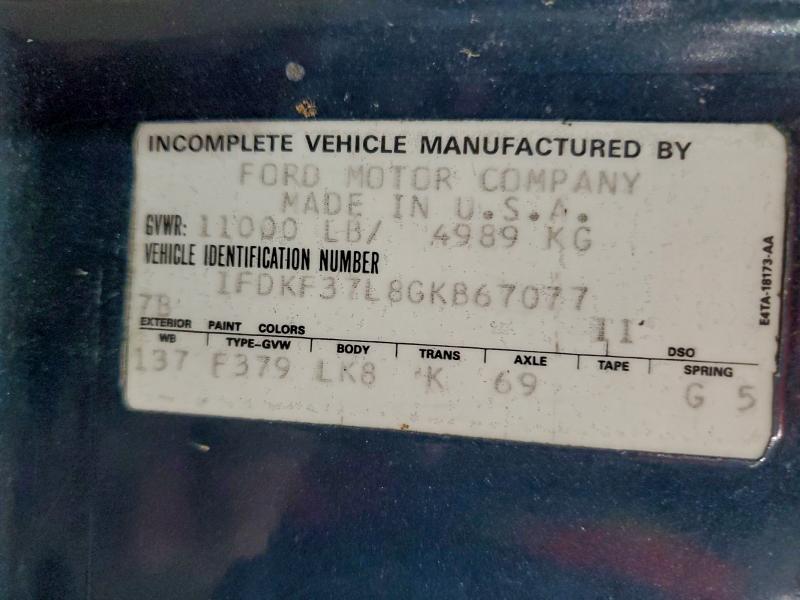 INCOMPLETE VEHICLE MANUFACTURED BY
FORD MOTOR COMPANY
MADE IN U.S.A.
GVWR: 11000 LB/ 4989 KG
VEHICLE IDENTIFICATION NUMBER
1FDKF37L8GKB67077
7B II
EXTERIOR PAINT COLORS DSO
WB TYPE-GVW BODY TRANS AXLE TAPE SPRING
137 F379 LK8 K 69 G 5
E4TA-18173-AA